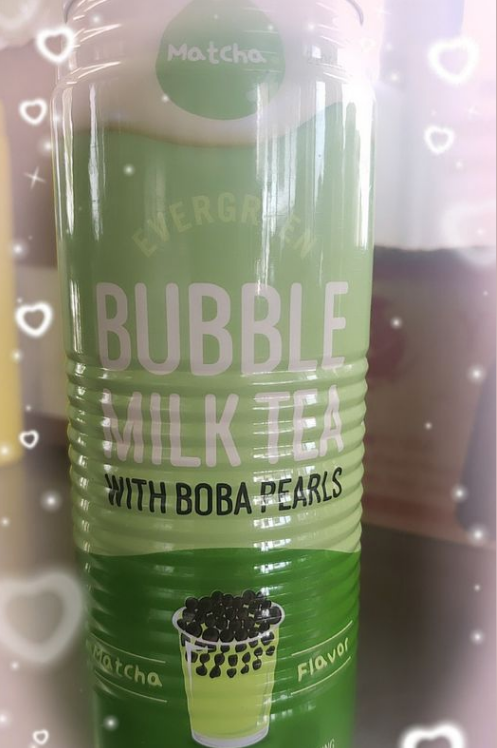 Matcha
EVERGREEN
BUBBLE
MILK TEA
WITH BOBA PEARLS
Matcha
Flavor